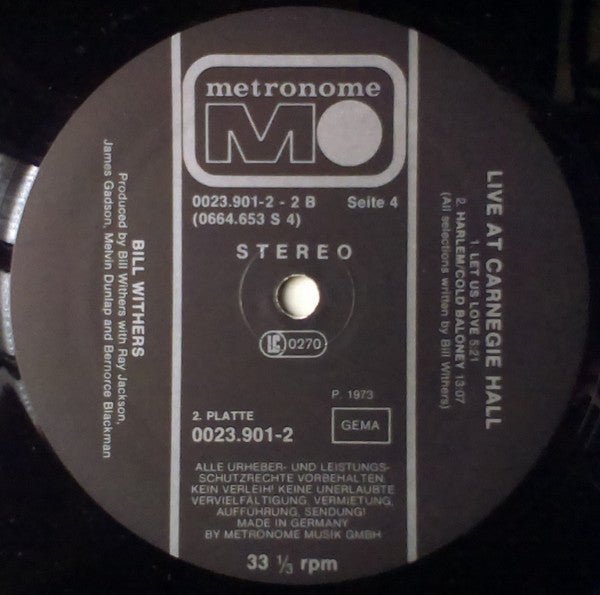 metronome
MO
0023.901-2 - 2 B Seite 4
(0664.653 S 4)
STEREO
LC 0270
P. 1973
2. PLATTE
0023.901-2
GEMA
ALLE URHEBER- UND LEISTUNGS-
SCHUTZRECHTE VORBEHALTEN.
KEIN VERLEIH! KEINE UNERLAUBTE
VERVIELFÄLTIGUNG, VERMIETUNG,
AUFFÜHRUNG, SENDUNG!
MADE IN GERMANY
BY METRONOME MUSIK GMBH
33 ⅓ rpm
LIVE AT CARNEGIE HALL
1. LET US LOVE 5:21
2. HARLEM/COLD BALONEY 13:07
(All selections written by Bill Withers)
BILL WITHERS
Produced by Bill Withers with Ray Jackson,
James Gadson, Melvin Dunlap and Bernorce Blackman